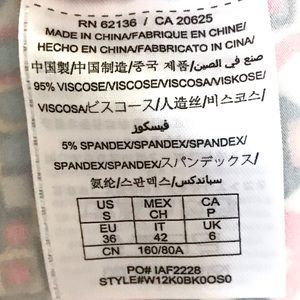 RN 62136 / CA 20625
MADE IN CHINA/FABRIQUE EN CHINE/
HECHO EN CHINA/FABBRICATO IN CINA/
صنع في الصين/중국 제품/中国制造/中国製
95% VISCOSE/VISCOSE/VISCOSA/VISKOSE/
VISCOSA/ビスコース/人造丝/비스코스/
فيسكوز
5% SPANDEX/SPANDEX/SPANDEX/
SPANDEX/SPANDEX/スパンデックス/
氨纶/스판덱스/سباندكس
US MEX CA
S CH P
EU IT UK
36 42 6
CN 160/80A
PO# IAF2228
STYLE#W12K0BK0OS0